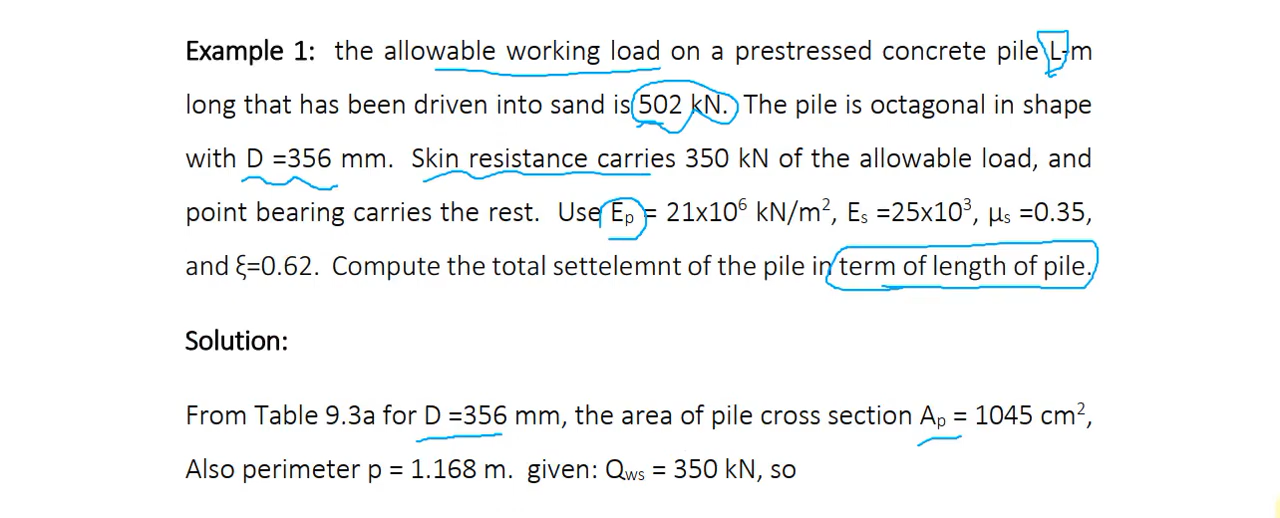 Example 1: the allowable working load on a prestressed concrete pile L-m
long that has been driven into sand is 502 kN. The pile is octagonal in shape
with D =356 mm. Skin resistance carries 350 kN of the allowable load, and
point bearing carries the rest. Use Eₚ = 21x10⁶ kN/m², Eₛ =25x10³, μₛ =0.35,
and ξ=0.62. Compute the total settelemnt of the pile in term of length of pile.
Solution:
From Table 9.3a for D =356 mm, the area of pile cross section Aₚ = 1045 cm²,
Also perimeter p = 1.168 m. given: Qws = 350 kN, so